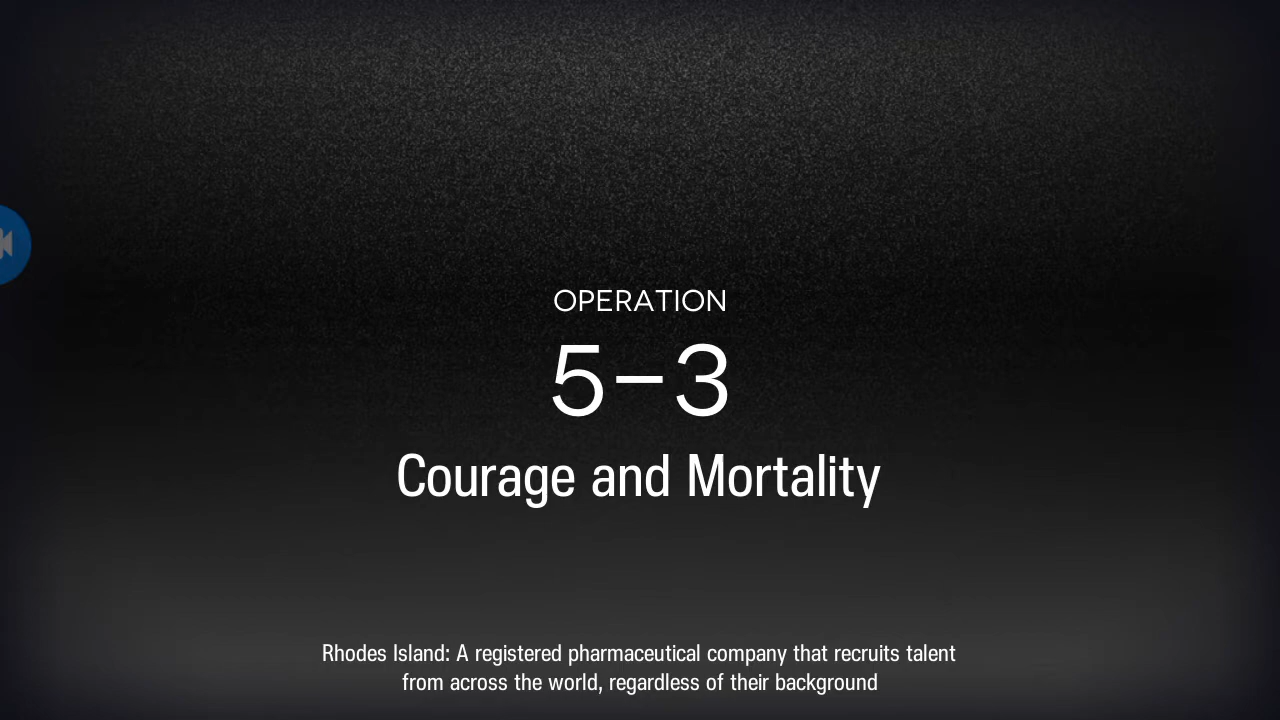 OPERATION
5–3
Courage and Mortality
Rhodes Island: A registered pharmaceutical company that recruits talent
from across the world, regardless of their background